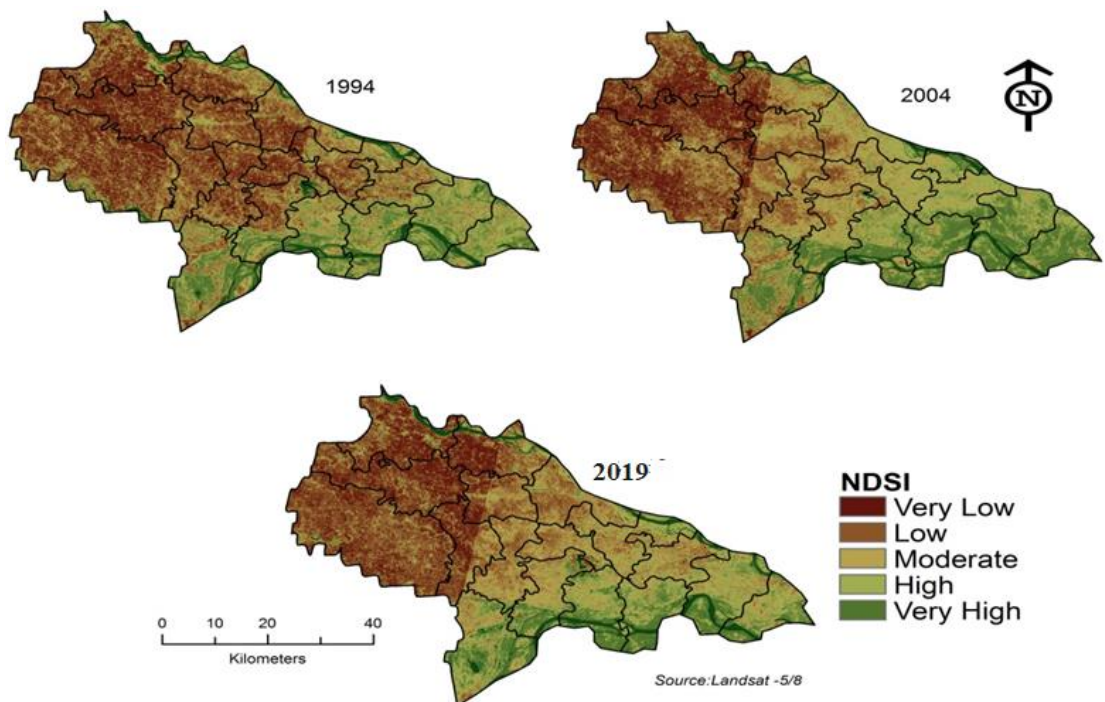 1994
2004
N
2019
NDSI
Very Low
Low
Moderate
High
Very High
0 10 20 40
Kilometers
Source:Landsat -5/8